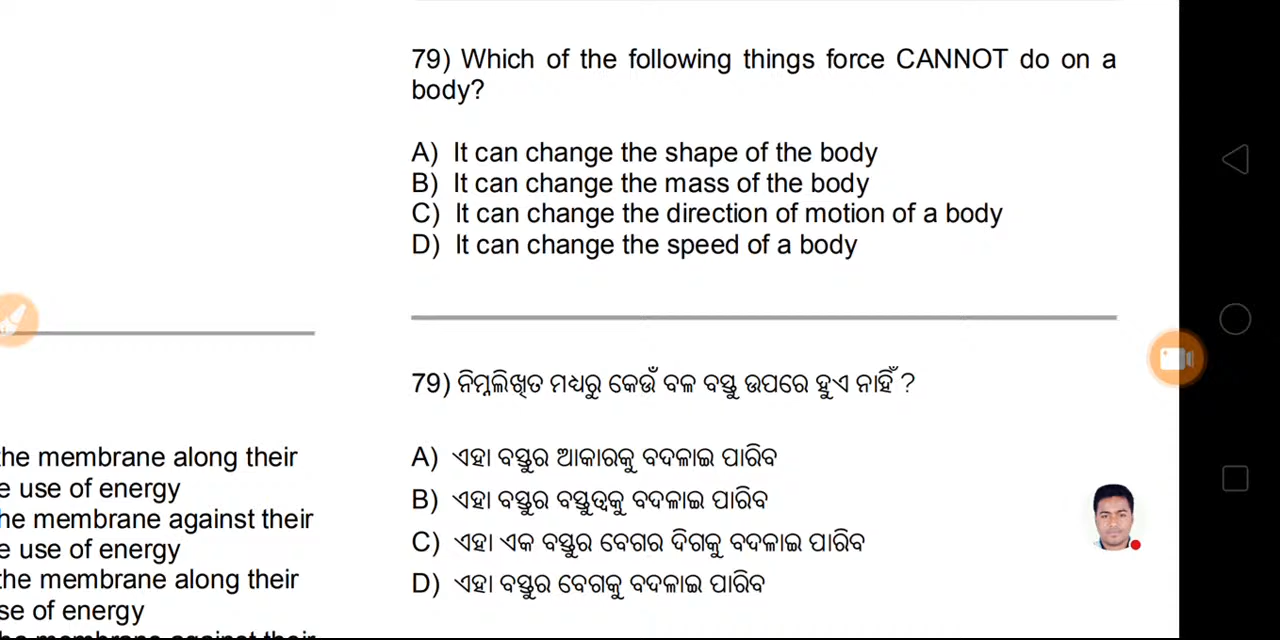 79) Which of the following things force CANNOT do on a
body?
A) It can change the shape of the body
B) It can change the mass of the body
C) It can change the direction of motion of a body
D) It can change the speed of a body
79) ନିମ୍ନଲିଖିତ ମଧ୍ୟରୁ କେଉଁ ବଳ ବସ୍ତୁ ଉପରେ ହୁଏ ନାହିଁ ?
A) ଏହା ବସ୍ତୁର ଆକାରକୁ ବଦଳାଇ ପାରିବ
B) ଏହା ବସ୍ତୁର ବସ୍ତୁତ୍ୱକୁ ବଦଳାଇ ପାରିବ
C) ଏହା ଏକ ବସ୍ତୁର ବେଗର ଦିଗକୁ ବଦଳାଇ ପାରିବ
D) ଏହା ବସ୍ତୁର ବେଗକୁ ବଦଳାଇ ପାରିବ
the membrane along their
e use of energy
he membrane against their
e use of energy
the membrane along their
se of energy
he membrane against their